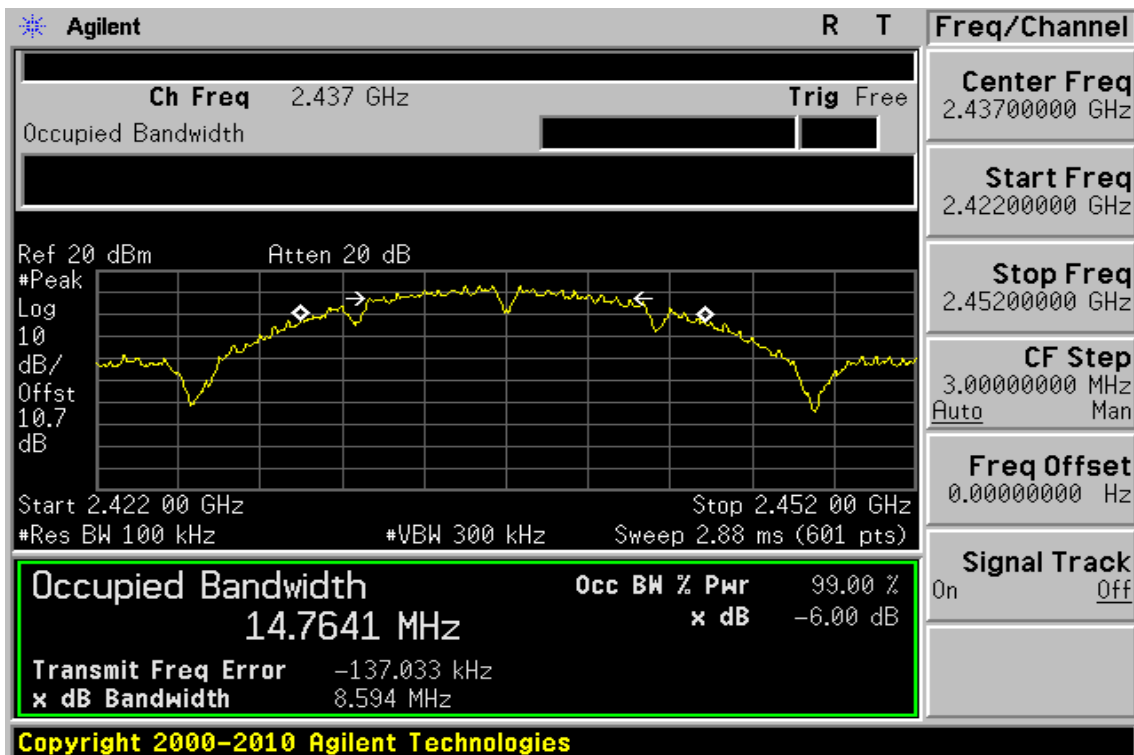 Agilent R T
Ch Freq 2.437 GHz Trig Free
Occupied Bandwidth
Ref 20 dBm Atten 20 dB
#Peak
Log
10
dB/
Offst
10.7
dB
Start 2.422 00 GHz Stop 2.452 00 GHz
#Res BW 100 kHz #VBW 300 kHz Sweep 2.88 ms (601 pts)
Occupied Bandwidth
14.7641 MHz
Occ BW % Pwr 99.00 %
x dB -6.00 dB
Transmit Freq Error -137.033 kHz
x dB Bandwidth 8.594 MHz
Copyright 2000-2010 Agilent Technologies
Freq/Channel
Center Freq
2.43700000 GHz
Start Freq
2.42200000 GHz
Stop Freq
2.45200000 GHz
CF Step
3.00000000 MHz
Auto Man
Freq Offset
0.00000000 Hz
Signal Track
On Off